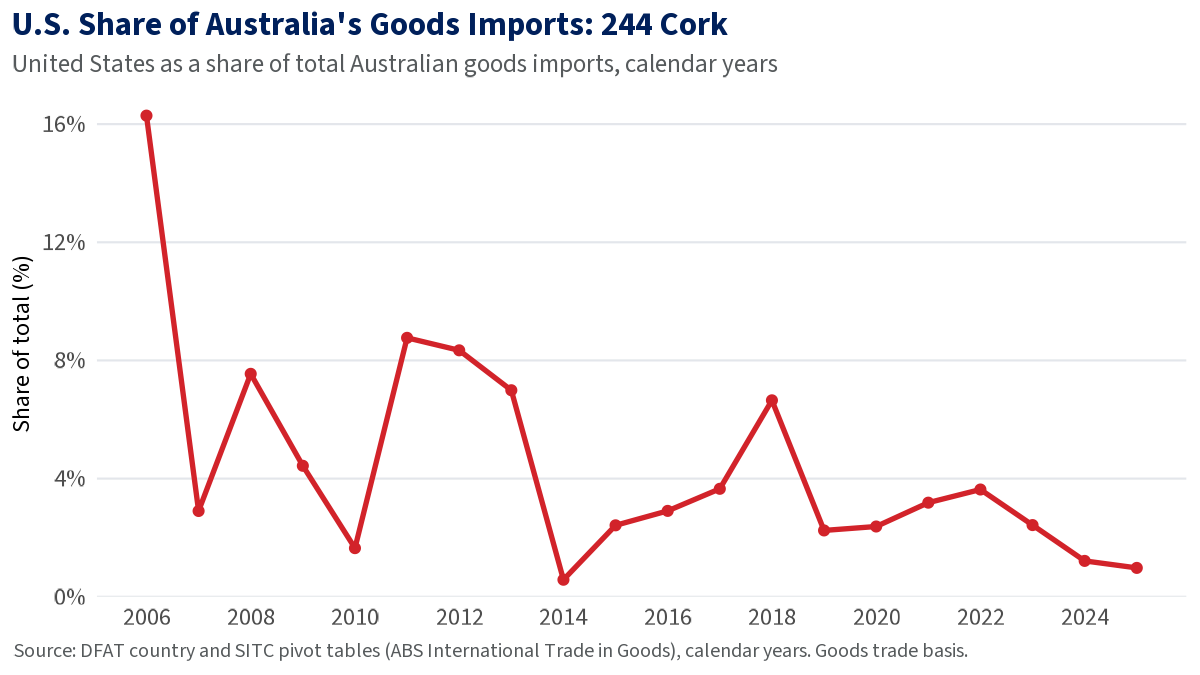 U.S. Share of Australia's Goods Imports: 244 Cork
United States as a share of total Australian goods imports, calendar years
Share of total (%)
16%
12%
8%
4%
0%
2006 2008 2010 2012 2014 2016 2018 2020 2022 2024
Source: DFAT country and SITC pivot tables (ABS International Trade in Goods), calendar years. Goods trade basis.